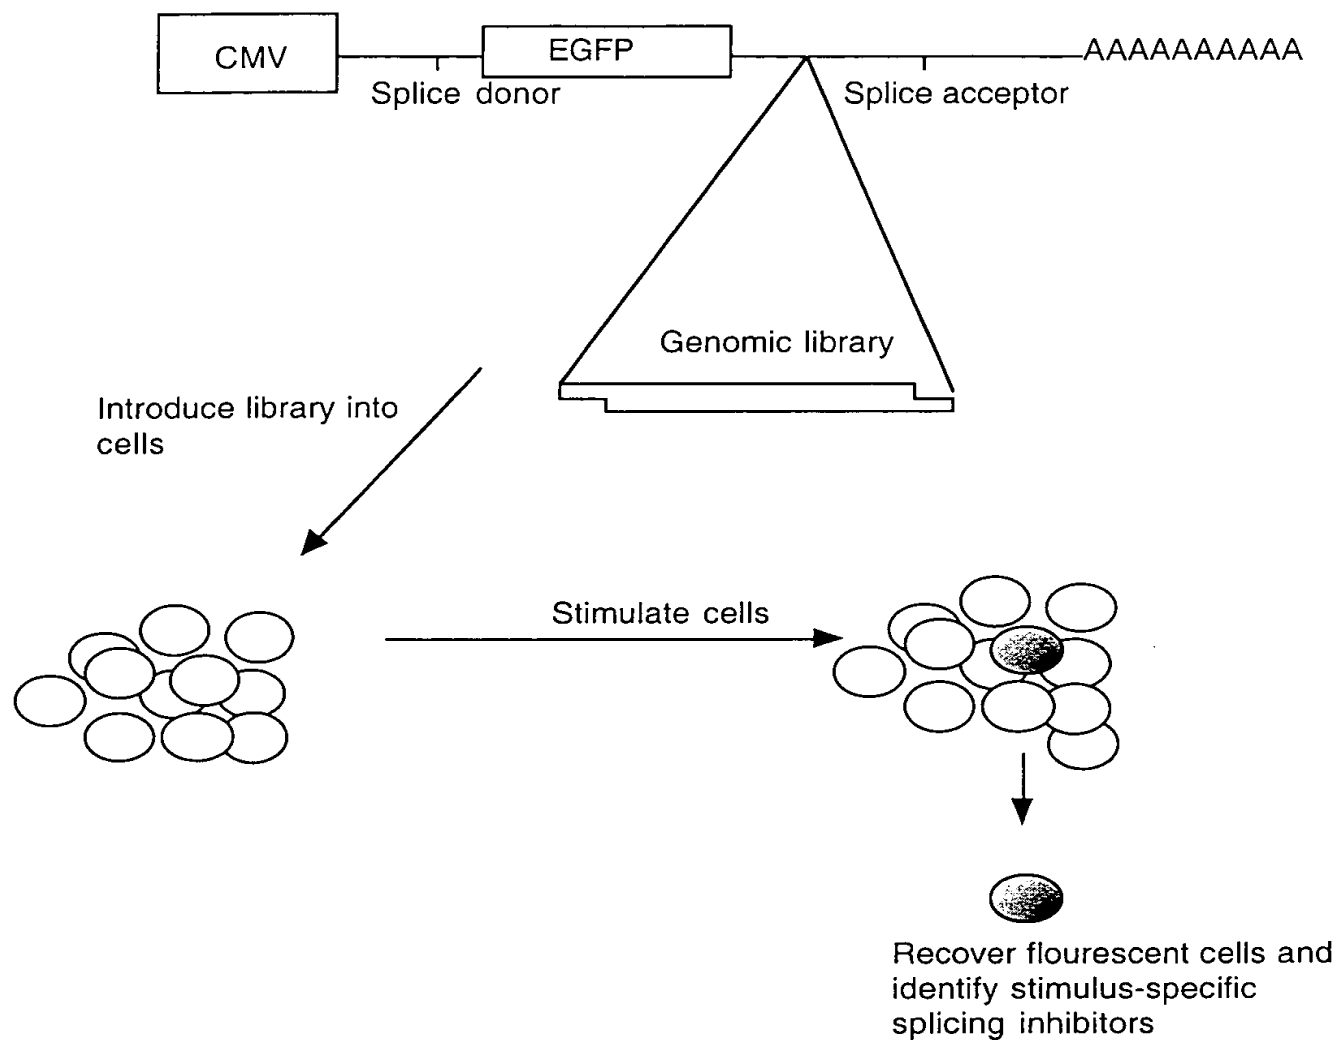 CMV
EGFP
AAAAAAAAAA
Splice donor
Splice acceptor
Genomic library
Introduce library into
cells
Stimulate cells
Recover flourescent cells and
identify stimulus-specific
splicing inhibitors